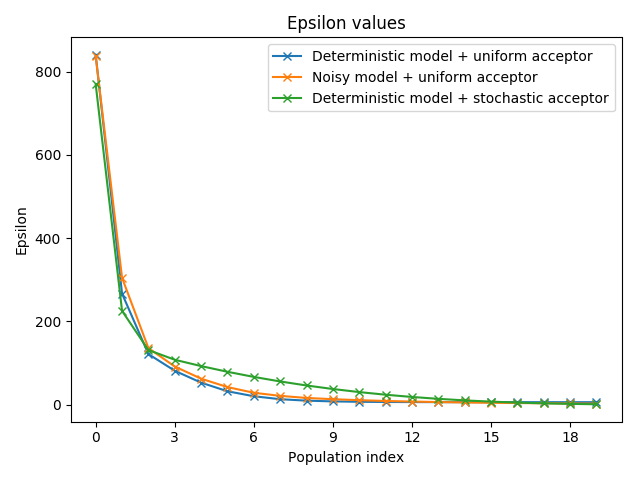 Epsilon values
Deterministic model + uniform acceptor
Noisy model + uniform acceptor
Deterministic model + stochastic acceptor
Epsilon
800
600
400
200
0
0 3 6 9 12 15 18
Population index